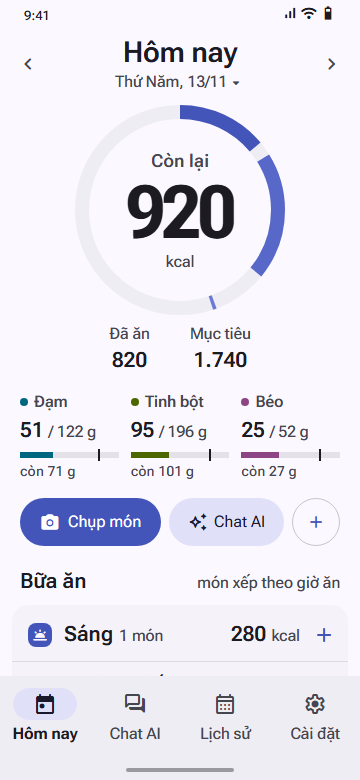 9:41
Hôm nay
Thứ Năm, 13/11
Còn lại
920
kcal
Đã ăn Mục tiêu
820 1.740
Đạm Tinh bột Béo
51 / 122 g 95 / 196 g 25 / 52 g
còn 71 g còn 101 g còn 27 g
Chụp món Chat AI +
Bữa ăn món xếp theo giờ ăn
Sáng 1 món 280 kcal +
Hôm nay Chat AI Lịch sử Cài đặt